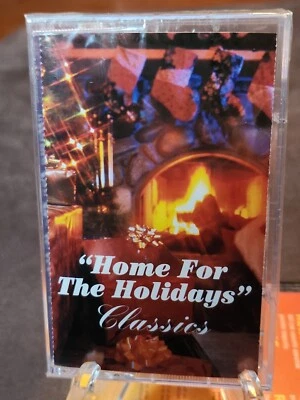 “Home For
The Holidays”
Classics